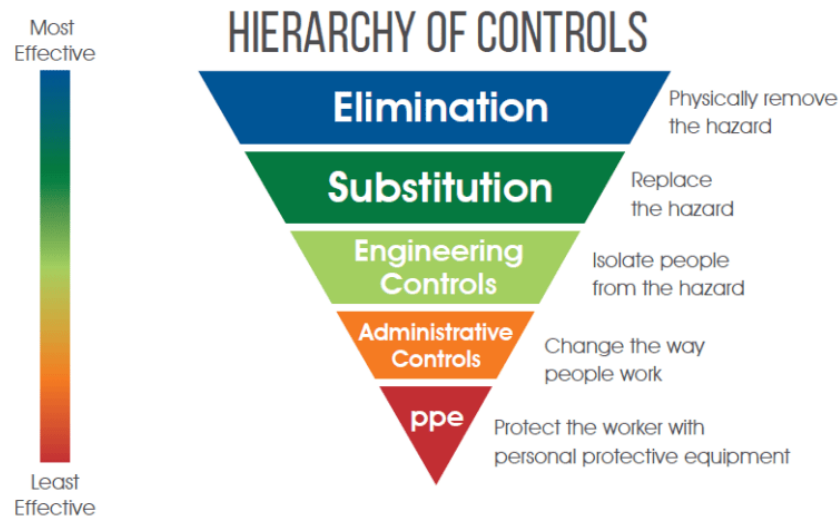 HIERARCHY OF CONTROLS
Most
Effective
Elimination
Physically remove
the hazard
Substitution
Replace
the hazard
Engineering
Controls
Isolate people
from the hazard
Administrative
Controls
Change the way
people work
ppe
Protect the worker with
personal protective equipment
Least
Effective